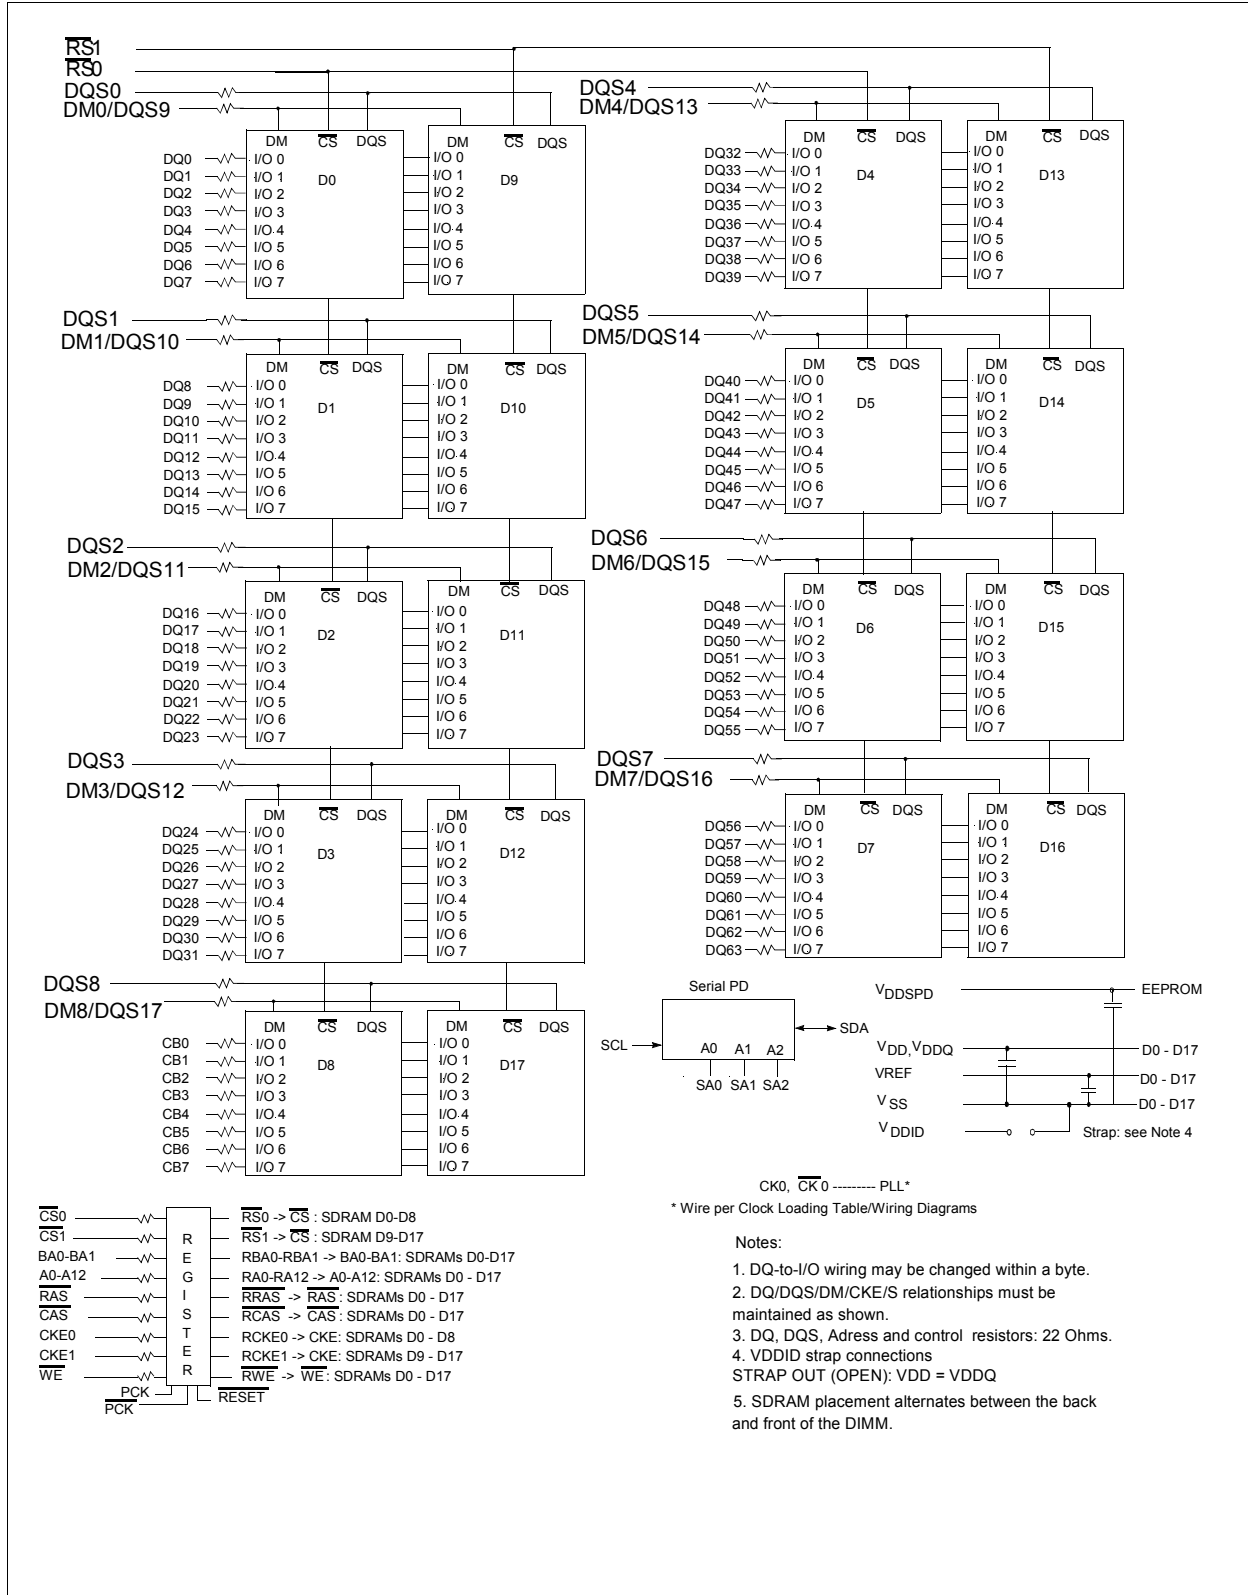 RS1
RS0
DQS0
DM0/DQS9
DM CS DQS
DM CS DQS
DQ0 I/O 0 I/O 0
DQ1 I/O 1 I/O 1
D0 D9
DQ2 I/O 2 I/O 2
DQ3 I/O 3 I/O 3
DQ4 I/O 4 I/O 4
DQ5 I/O 5 I/O 5
DQ6 I/O 6 I/O 6
DQ7 I/O 7 I/O 7
DQS1
DM1/DQS10
DM CS DQS
DM CS DQS
DQ8 I/O 0 I/O 0
DQ9 I/O 1 I/O 1
D1 D10
DQ10 I/O 2 I/O 2
DQ11 I/O 3 I/O 3
DQ12 I/O 4 I/O 4
DQ13 I/O 5 I/O 5
DQ14 I/O 6 I/O 6
DQ15 I/O 7 I/O 7
DQS2
DM2/DQS11
DM CS DQS
DM CS DQS
DQ16 I/O 0 I/O 0
DQ17 I/O 1 I/O 1
D2 D11
DQ18 I/O 2 I/O 2
DQ19 I/O 3 I/O 3
DQ20 I/O 4 I/O 4
DQ21 I/O 5 I/O 5
DQ22 I/O 6 I/O 6
DQ23 I/O 7 I/O 7
DQS3
DM3/DQS12
DM CS DQS
DM CS DQS
DQ24 I/O 0 I/O 0
DQ25 I/O 1 I/O 1
D3 D12
DQ26 I/O 2 I/O 2
DQ27 I/O 3 I/O 3
DQ28 I/O 4 I/O 4
DQ29 I/O 5 I/O 5
DQ30 I/O 6 I/O 6
DQ31 I/O 7 I/O 7
DQS8
DM8/DQS17
DM CS DQS
DM CS DQS
CB0 I/O 0 I/O 0
CB1 I/O 1 I/O 1
D8 D17
CB2 I/O 2 I/O 2
CB3 I/O 3 I/O 3
CB4 I/O 4 I/O 4
CB5 I/O 5 I/O 5
CB6 I/O 6 I/O 6
CB7 I/O 7 I/O 7
DQS4
DM4/DQS13
DM CS DQS
DM CS DQS
DQ32 I/O 0 I/O 0
DQ33 I/O 1 I/O 1
D4 D13
DQ34 I/O 2 I/O 2
DQ35 I/O 3 I/O 3
DQ36 I/O 4 I/O 4
DQ37 I/O 5 I/O 5
DQ38 I/O 6 I/O 6
DQ39 I/O 7 I/O 7
DQS5
DM5/DQS14
DM CS DQS
DM CS DQS
DQ40 I/O 0 I/O 0
DQ41 I/O 1 I/O 1
D5 D14
DQ42 I/O 2 I/O 2
DQ43 I/O 3 I/O 3
DQ44 I/O 4 I/O 4
DQ45 I/O 5 I/O 5
DQ46 I/O 6 I/O 6
DQ47 I/O 7 I/O 7
DQS6
DM6/DQS15
DM CS DQS
DM CS DQS
DQ48 I/O 0 I/O 0
DQ49 I/O 1 I/O 1
D6 D15
DQ50 I/O 2 I/O 2
DQ51 I/O 3 I/O 3
DQ52 I/O 4 I/O 4
DQ53 I/O 5 I/O 5
DQ54 I/O 6 I/O 6
DQ55 I/O 7 I/O 7
DQS7
DM7/DQS16
DM CS DQS
DM CS DQS
DQ56 I/O 0 I/O 0
DQ57 I/O 1 I/O 1
D7 D16
DQ58 I/O 2 I/O 2
DQ59 I/O 3 I/O 3
DQ60 I/O 4 I/O 4
DQ61 I/O 5 I/O 5
DQ62 I/O 6 I/O 6
DQ63 I/O 7 I/O 7
Serial PD
SCL SDA
A0 A1 A2
SA0 SA1 SA2
VDDSPD EEPROM
VDD,VDDQ D0 - D17
VREF D0 - D17
VSS D0 - D17
VDDID Strap: see Note 4
CK0, CK0 --------- PLL*
* Wire per Clock Loading Table/Wiring Diagrams
CS0 RS0 -> CS : SDRAM D0-D8
CS1 RS1 -> CS : SDRAM D9-D17
BA0-BA1 RBA0-RBA1 -> BA0-BA1: SDRAMs D0-D17
A0-A12 RA0-RA12 -> A0-A12: SDRAMs D0 - D17
RAS RRAS -> RAS: SDRAMs D0 - D17
CAS RCAS -> CAS: SDRAMs D0 - D17
CKE0 RCKE0 -> CKE: SDRAMs D0 - D8
CKE1 RCKE1 -> CKE: SDRAMs D9 - D17
WE RWE -> WE: SDRAMs D0 - D17
REGISTER
PCK
PCK
RESET
Notes:
1. DQ-to-I/O wiring may be changed within a byte.
2. DQ/DQS/DM/CKE/S relationships must be
maintained as shown.
3. DQ, DQS, Adress and control resistors: 22 Ohms.
4. VDDID strap connections
STRAP OUT (OPEN): VDD = VDDQ
5. SDRAM placement alternates between the back
and front of the DIMM.